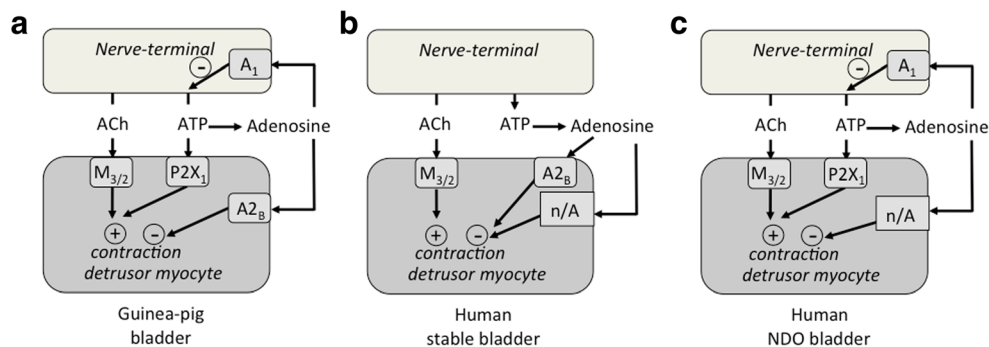 a
Nerve-terminal
-
A1
ACh
ATP
Adenosine
M3/2
P2X1
A2B
+
-
contraction
detrusor myocyte
Guinea-pig
bladder
b
Nerve-terminal
ACh
ATP
Adenosine
M3/2
A2B
n/A
+
-
contraction
detrusor myocyte
Human
stable bladder
c
Nerve-terminal
-
A1
ACh
ATP
Adenosine
M3/2
P2X1
n/A
+
-
contraction
detrusor myocyte
Human
NDO bladder